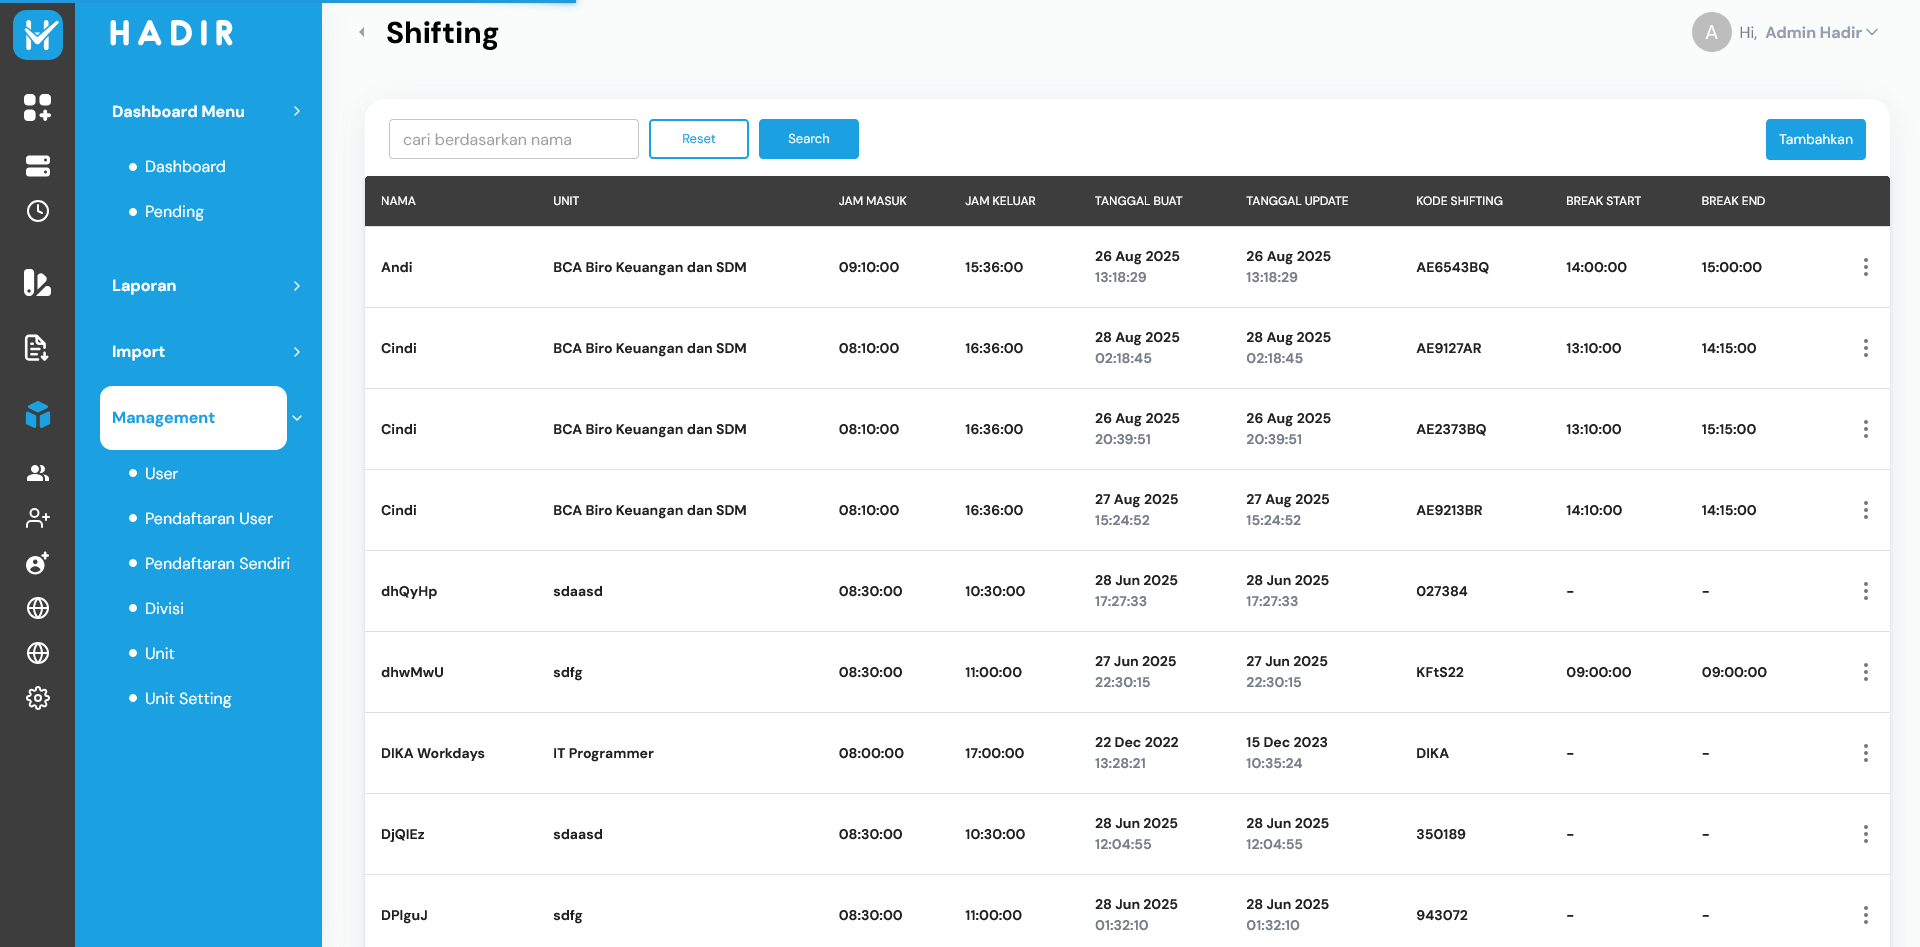 HADIR
Shifting
A
Hi, Admin Hadir
Dashboard Menu
Dashboard
Pending
Laporan
Import
Management
User
Pendaftaran User
Pendaftaran Sendiri
Divisi
Unit
Unit Setting
cari berdasarkan nama
Reset
Search
Tambahkan
NAMA UNIT JAM MASUK JAM KELUAR TANGGAL BUAT TANGGAL UPDATE KODE SHIFTING BREAK START BREAK END
Andi BCA Biro Keuangan dan SDM 09:10:00 15:36:00 26 Aug 2025 26 Aug 2025 AE6543BQ 14:00:00 15:00:00
13:18:29 13:18:29
Cindi BCA Biro Keuangan dan SDM 08:10:00 16:36:00 28 Aug 2025 28 Aug 2025 AE9127AR 13:10:00 14:15:00
02:18:45 02:18:45
Cindi BCA Biro Keuangan dan SDM 08:10:00 16:36:00 26 Aug 2025 26 Aug 2025 AE2373BQ 13:10:00 15:15:00
20:39:51 20:39:51
Cindi BCA Biro Keuangan dan SDM 08:10:00 16:36:00 27 Aug 2025 27 Aug 2025 AE9213BR 14:10:00 14:15:00
15:24:52 15:24:52
dhQyHp sdaasd 08:30:00 10:30:00 28 Jun 2025 28 Jun 2025 027384 - -
17:27:33 17:27:33
dhwMwU sdfg 08:30:00 11:00:00 27 Jun 2025 27 Jun 2025 KFtS22 09:00:00 09:00:00
22:30:15 22:30:15
DIKA Workdays IT Programmer 08:00:00 17:00:00 22 Dec 2022 15 Dec 2023 DIKA - -
13:28:21 10:35:24
DjQlEz sdaasd 08:30:00 10:30:00 28 Jun 2025 28 Jun 2025 350189 - -
12:04:55 12:04:55
DPlguJ sdfg 08:30:00 11:00:00 28 Jun 2025 28 Jun 2025 943072 - -
01:32:10 01:32:10